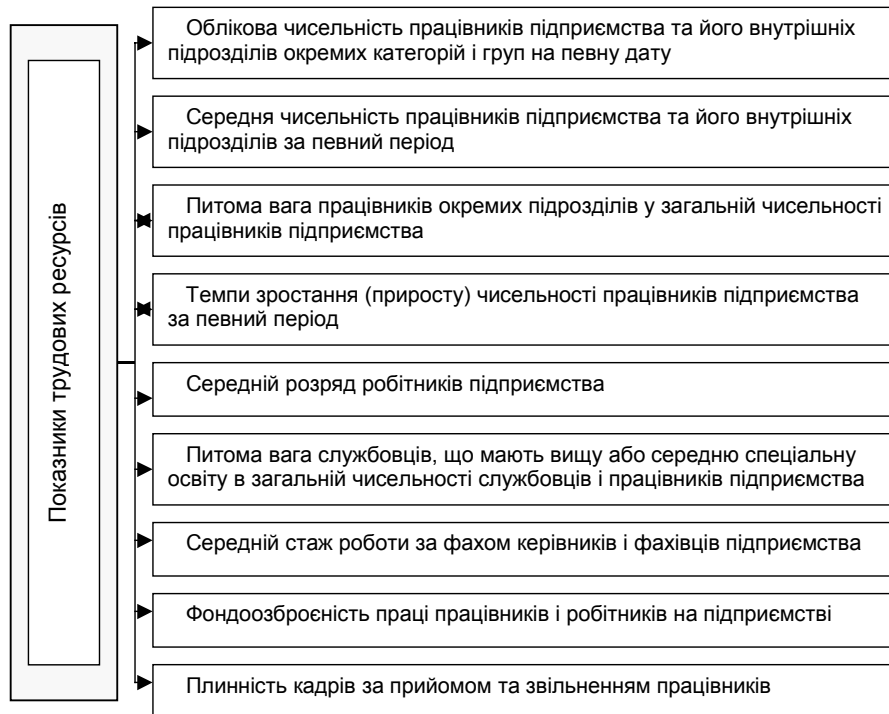 Показники трудових ресурсів
Облікова чисельність працівників підприємства та його внутрішніх
підрозділів окремих категорій і груп на певну дату
Середня чисельність працівників підприємства та його внутрішніх
підрозділів за певний період
Питома вага працівників окремих підрозділів у загальній чисельності
працівників підприємства
Темпи зростання (приросту) чисельності працівників підприємства
за певний період
Середній розряд робітників підприємства
Питома вага службовців, що мають вищу або середню спеціальну
освіту в загальній чисельності службовців і працівників підприємства
Середній стаж роботи за фахом керівників і фахівців підприємства
Фондоозброєність праці працівників і робітників на підприємстві
Плинність кадрів за прийомом та звільненням працівників